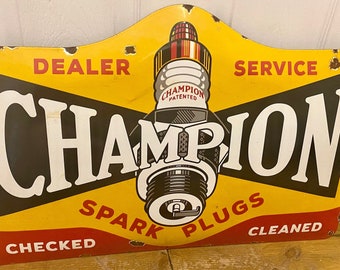 DEALER SERVICE
CHAMPION
PATENTED
CHAMPION
SPARK PLUGS
CHECKED CLEANED